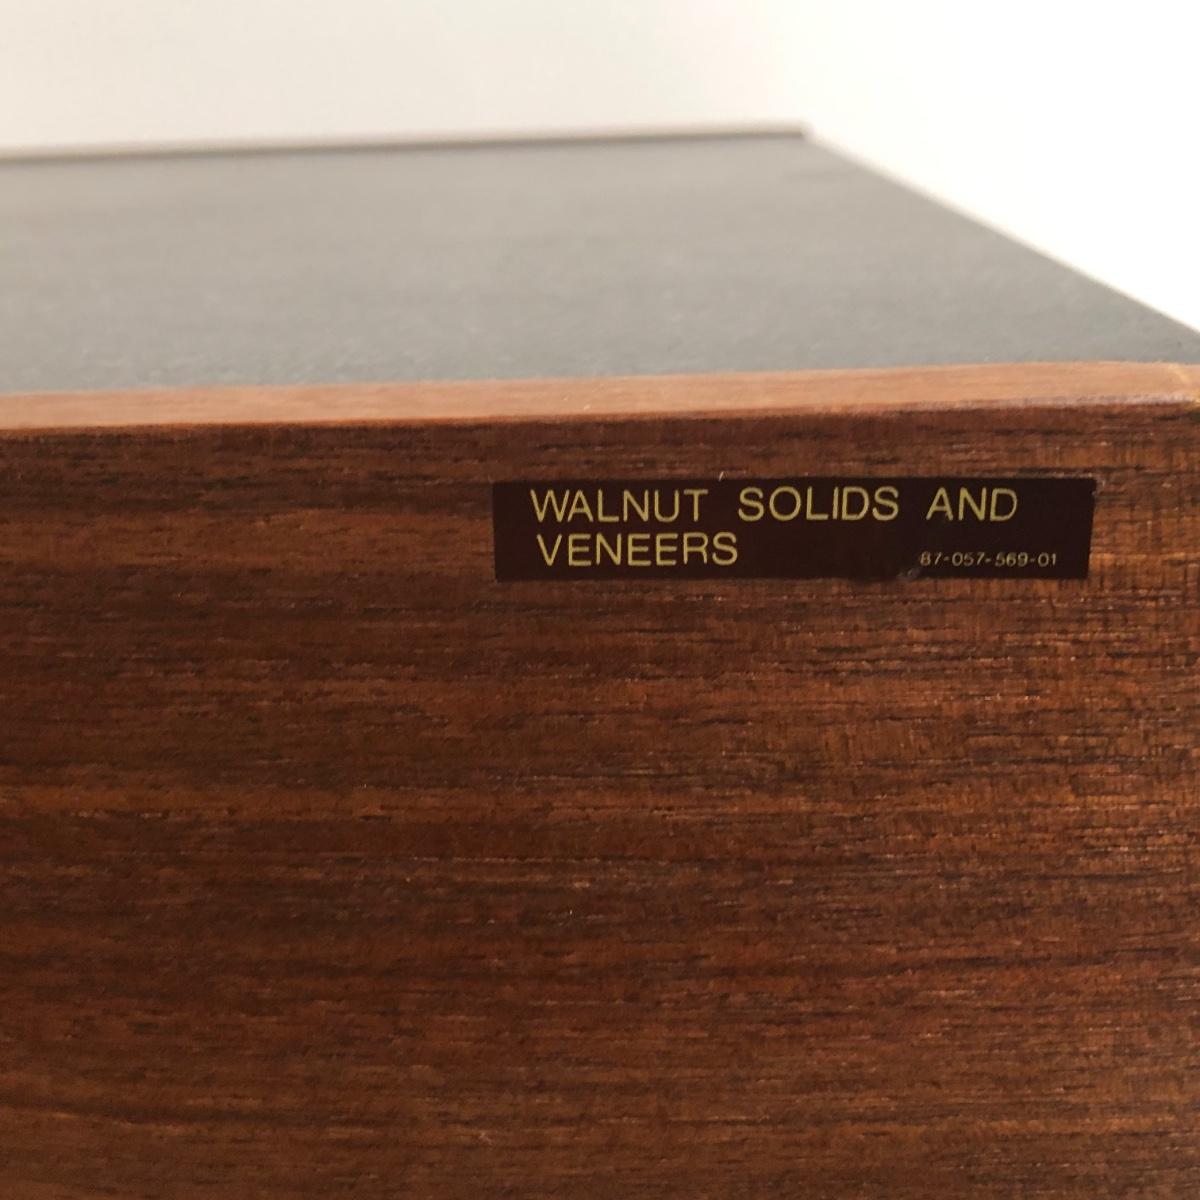 WALNUT SOLIDS AND
VENEERS
87-057-569-01